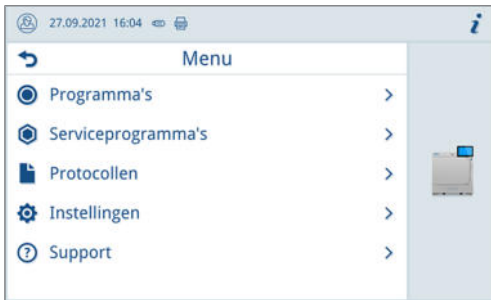 27.09.2021 16:04
i
Menu
Programma's
Serviceprogramma's
Protocollen
Instellingen
Support